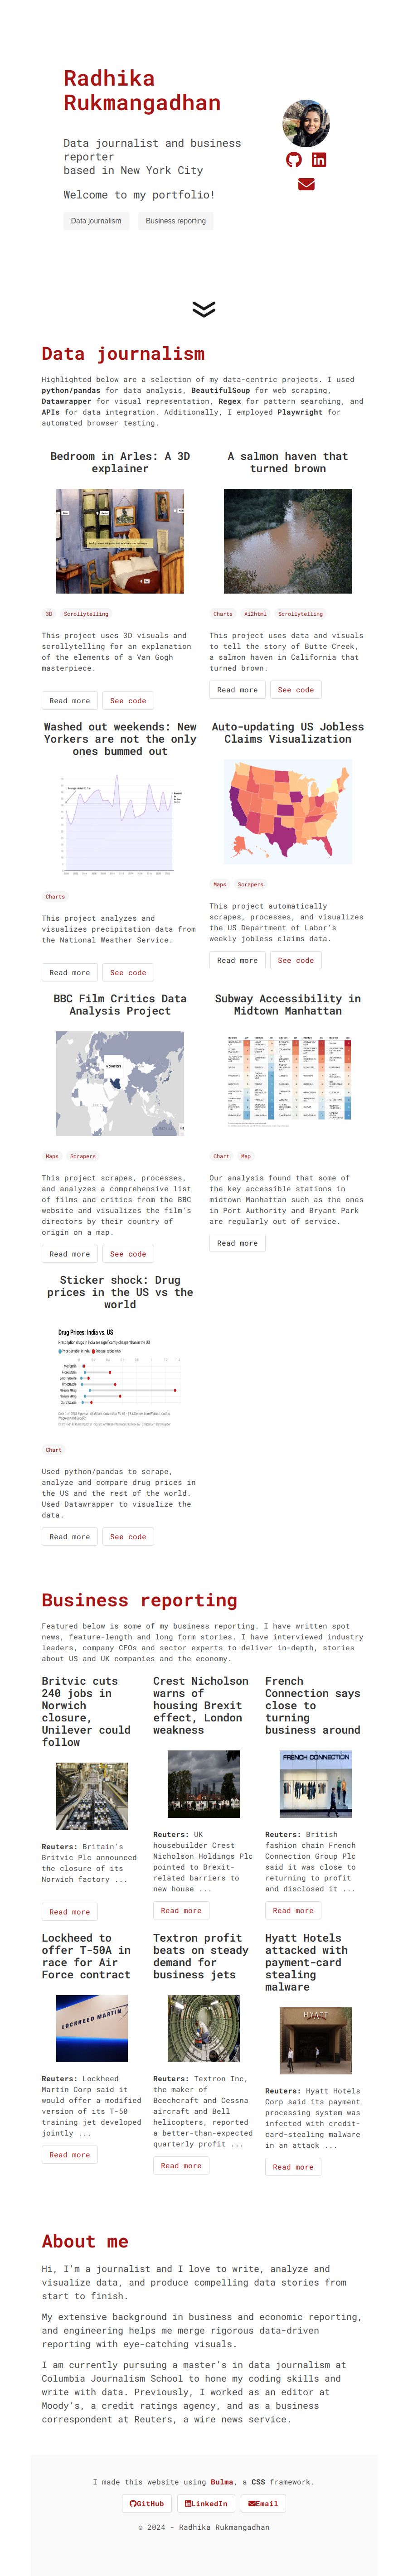 Radhika
Rukmangadhan
Data journalist and business
reporter
based in New York City
Welcome to my portfolio!
Data journalism
Business reporting
Data journalism
Highlighted below are a selection of my data-centric projects. I used
python/pandas for data analysis, BeautifulSoup for web scraping,
Datawrapper for visual representation, Regex for pattern searching, and
APIs for data integration. Additionally, I employed Playwright for
automated browser testing.
Bedroom in Arles: A 3D
explainer
3D
Scrollytelling
This project uses 3D visuals and
scrollytelling for an explanation
of the elements of a Van Gogh
masterpiece.
Read more
See code
A salmon haven that
turned brown
Charts
Ai2html
Scrollytelling
This project uses data and visuals
to tell the story of Butte Creek,
a salmon haven in California that
turned brown.
Read more
See code
Washed out weekends: New
Yorkers are not the only
ones bummed out
Charts
This project analyzes and
visualizes precipitation data from
the National Weather Service.
Read more
See code
Auto-updating US Jobless
Claims Visualization
Maps
Scrapers
This project automatically
scrapes, processes, and visualizes
the US Department of Labor's
weekly jobless claims data.
Read more
See code
BBC Film Critics Data
Analysis Project
Maps
Scrapers
This project scrapes, processes,
and analyzes a comprehensive list
of films and critics from the BBC
website and visualizes the film's
directors by their country of
origin on a map.
Read more
See code
Subway Accessibility in
Midtown Manhattan
Chart
Map
Our analysis found that some of
the key accessible stations in
midtown Manhattan such as the ones
in Port Authority and Bryant Park
are regularly out of service.
Read more
Sticker shock: Drug
prices in the US vs the
world
Drug Prices: India vs. US
Chart
Used python/pandas to scrape,
analyze and compare drug prices in
the US and the rest of the world.
Used Datawrapper to visualize the
data.
Read more
See code
Business reporting
Featured below is some of my business reporting. I have written spot
news, feature-length and long form stories. I have interviewed industry
leaders, company CEOs and sector experts to deliver in-depth, stories
about US and UK companies and the economy.
Britvic cuts
240 jobs in
Norwich
closure,
Unilever could
follow
Reuters: Britain's
Britvic Plc announced
the closure of its
Norwich factory ...
Read more
Crest Nicholson
warns of
housing Brexit
effect, London
weakness
Reuters: UK
housebuilder Crest
Nicholson Holdings Plc
pointed to Brexit-
related barriers to
new house ...
Read more
French
Connection says
close to
turning
business around
FRENCH CONNECTION
Reuters: British
fashion chain French
Connection Group Plc
said it was close to
returning to profit
and disclosed it ...
Read more
Lockheed to
offer T-50A in
race for Air
Force contract
LOCKHEED MARTIN
Reuters: Lockheed
Martin Corp said it
would offer a modified
version of its T-50
training jet developed
jointly ...
Read more
Textron profit
beats on steady
demand for
business jets
Reuters: Textron Inc,
the maker of
Beechcraft and Cessna
aircraft and Bell
helicopters, reported
a better-than-expected
quarterly profit ...
Read more
Hyatt Hotels
attacked with
payment-card
stealing
malware
HYATT
Reuters: Hyatt Hotels
Corp said its payment
processing system was
infected with credit-
card-stealing malware
in an attack ...
Read more
About me
Hi, I'm a journalist and I love to write, analyze and
visualize data, and produce compelling data stories from
start to finish.
My extensive background in business and economic reporting,
and engineering helps me merge rigorous data-driven
reporting with eye-catching visuals.
I am currently pursuing a master's in data journalism at
Columbia Journalism School to hone my coding skills and
write with data. Previously, I worked as an editor at
Moody's, a credit ratings agency, and as a business
correspondent at Reuters, a wire news service.
I made this website using Bulma, a CSS framework.
GitHub
LinkedIn
Email
© 2024 - Radhika Rukmangadhan